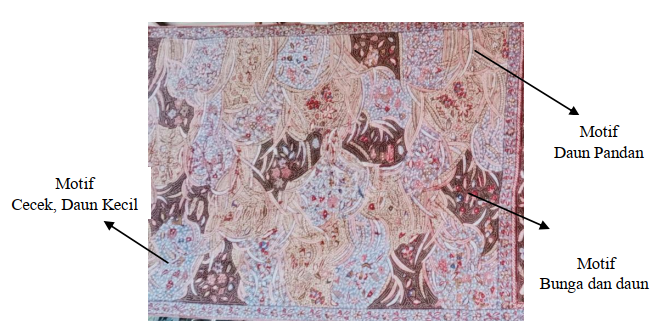 Motif
Daun Pandan
Motif
Cecek, Daun Kecil
Motif
Bunga dan daun